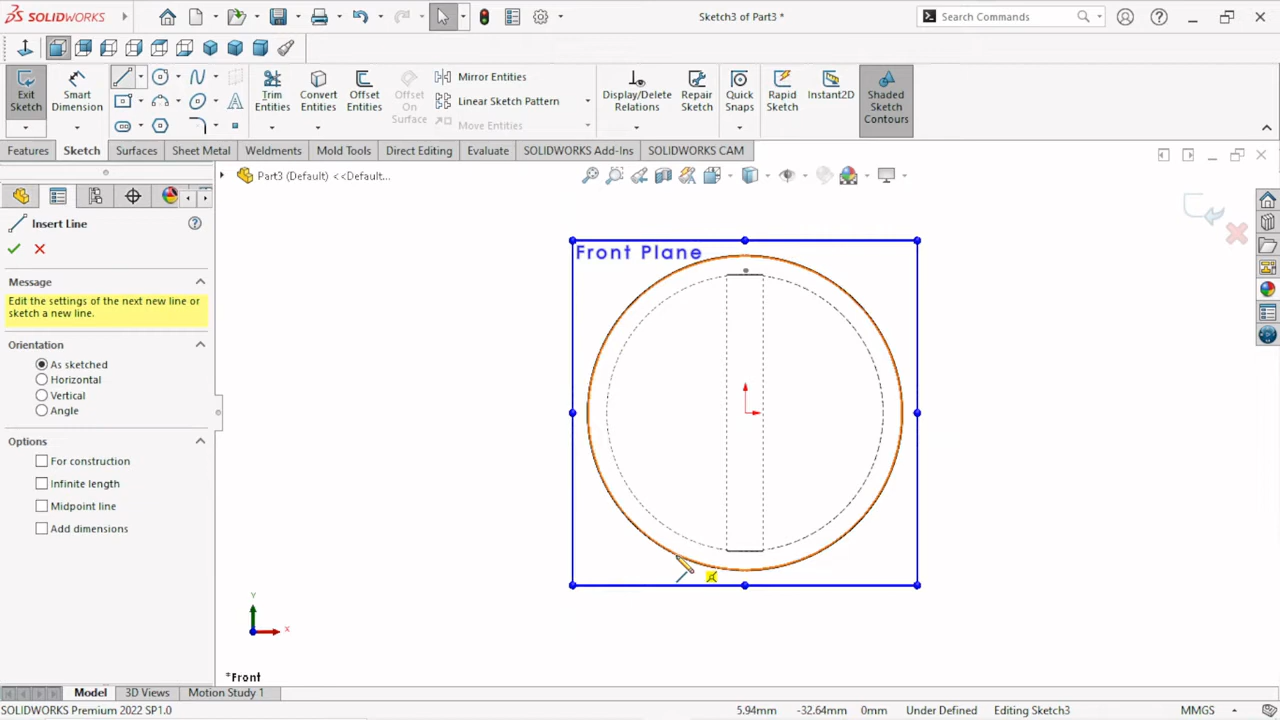 SOLIDWORKS
Sketch3 of Part3 *
Search Commands
Exit Sketch
Smart Dimension
Trim Entities
Convert Entities
Offset Entities
Offset On Surface
Mirror Entities
Linear Sketch Pattern
Move Entities
Display/Delete Relations
Repair Sketch
Quick Snaps
Rapid Sketch
Instant2D
Shaded Sketch Contours
Features
Sketch
Surfaces
Sheet Metal
Weldments
Mold Tools
Direct Editing
Evaluate
SOLIDWORKS Add-Ins
SOLIDWORKS CAM
Part3 (Default) <<Default...
Insert Line
Message
Edit the settings of the next new line or
sketch a new line.
Orientation
As sketched
Horizontal
Vertical
Angle
Options
For construction
Infinite length
Midpoint line
Add dimensions
Front Plane
Y
X
*Front
Model
3D Views
Motion Study 1
SOLIDWORKS Premium 2022 SP1.0
5.94mm
-32.64mm
0mm
Under Defined
Editing Sketch3
MMGS